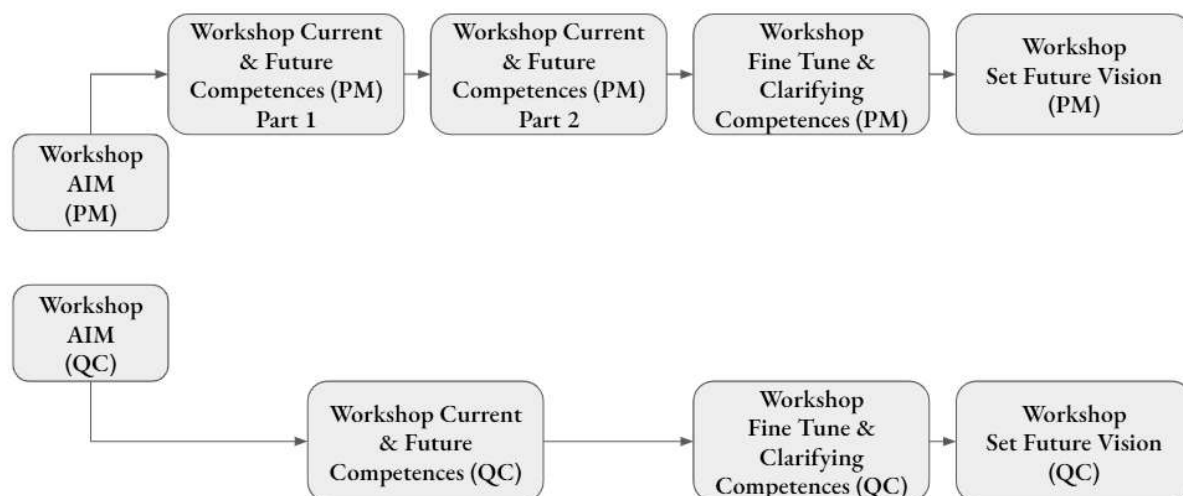 Workshop Current
& Future
Competences (PM)
Part 1
Workshop Current
& Future
Competences (PM)
Part 2
Workshop
Fine Tune &
Clarifying
Competences (PM)
Workshop
Set Future Vision
(PM)
Workshop
AIM
(PM)
Workshop
AIM
(QC)
Workshop Current
& Future
Competences (QC)
Workshop
Fine Tune &
Clarifying
Competences (QC)
Workshop
Set Future Vision
(QC)